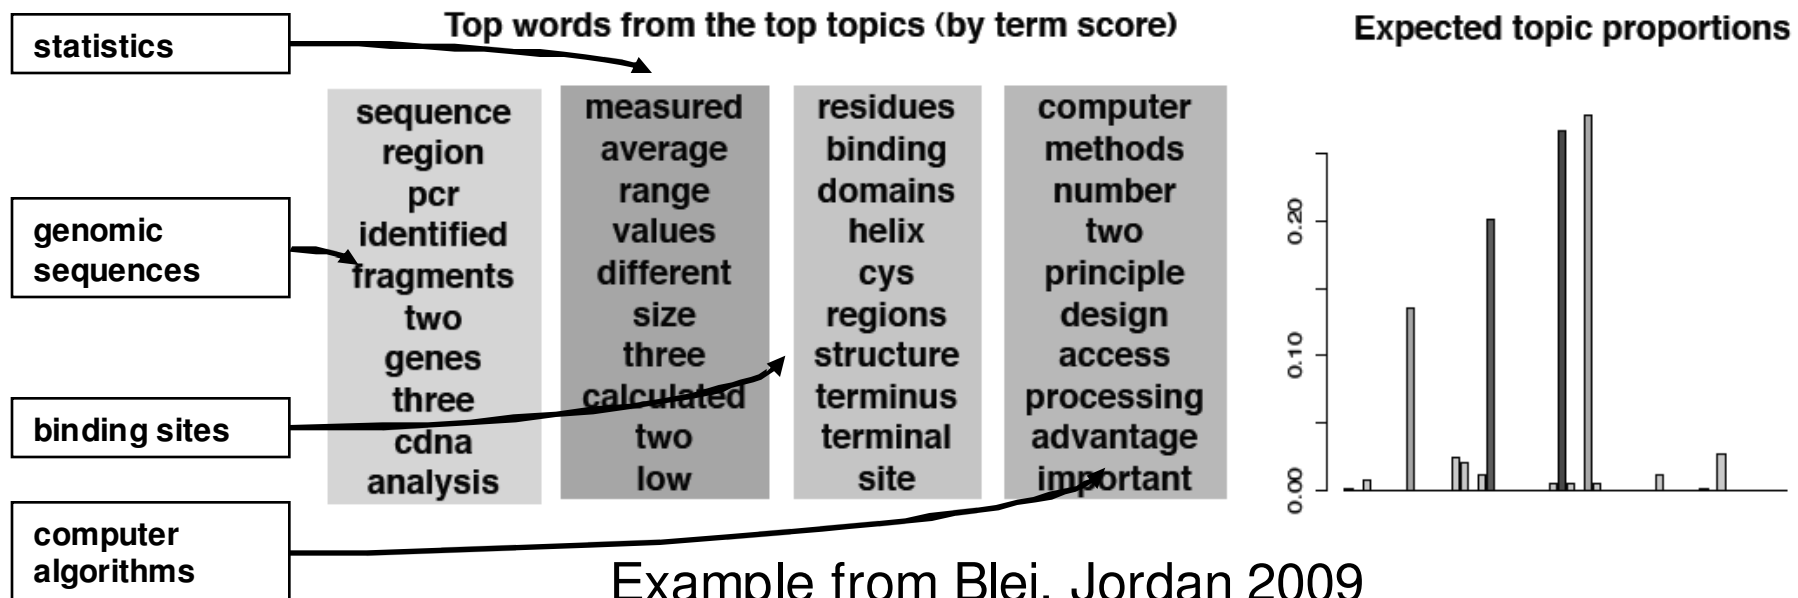 Top words from the top topics (by term score)
Expected topic proportions
statistics
genomic
sequences
binding sites
computer
algorithms
sequence
region
pcr
identified
fragments
two
genes
three
cdna
analysis
measured
average
range
values
different
size
three
calculated
two
low
residues
binding
domains
helix
cys
regions
structure
terminus
terminal
site
computer
methods
number
two
principle
design
access
processing
advantage
important
0.20
0.10
0.00
Example from Blei, Jordan 2009